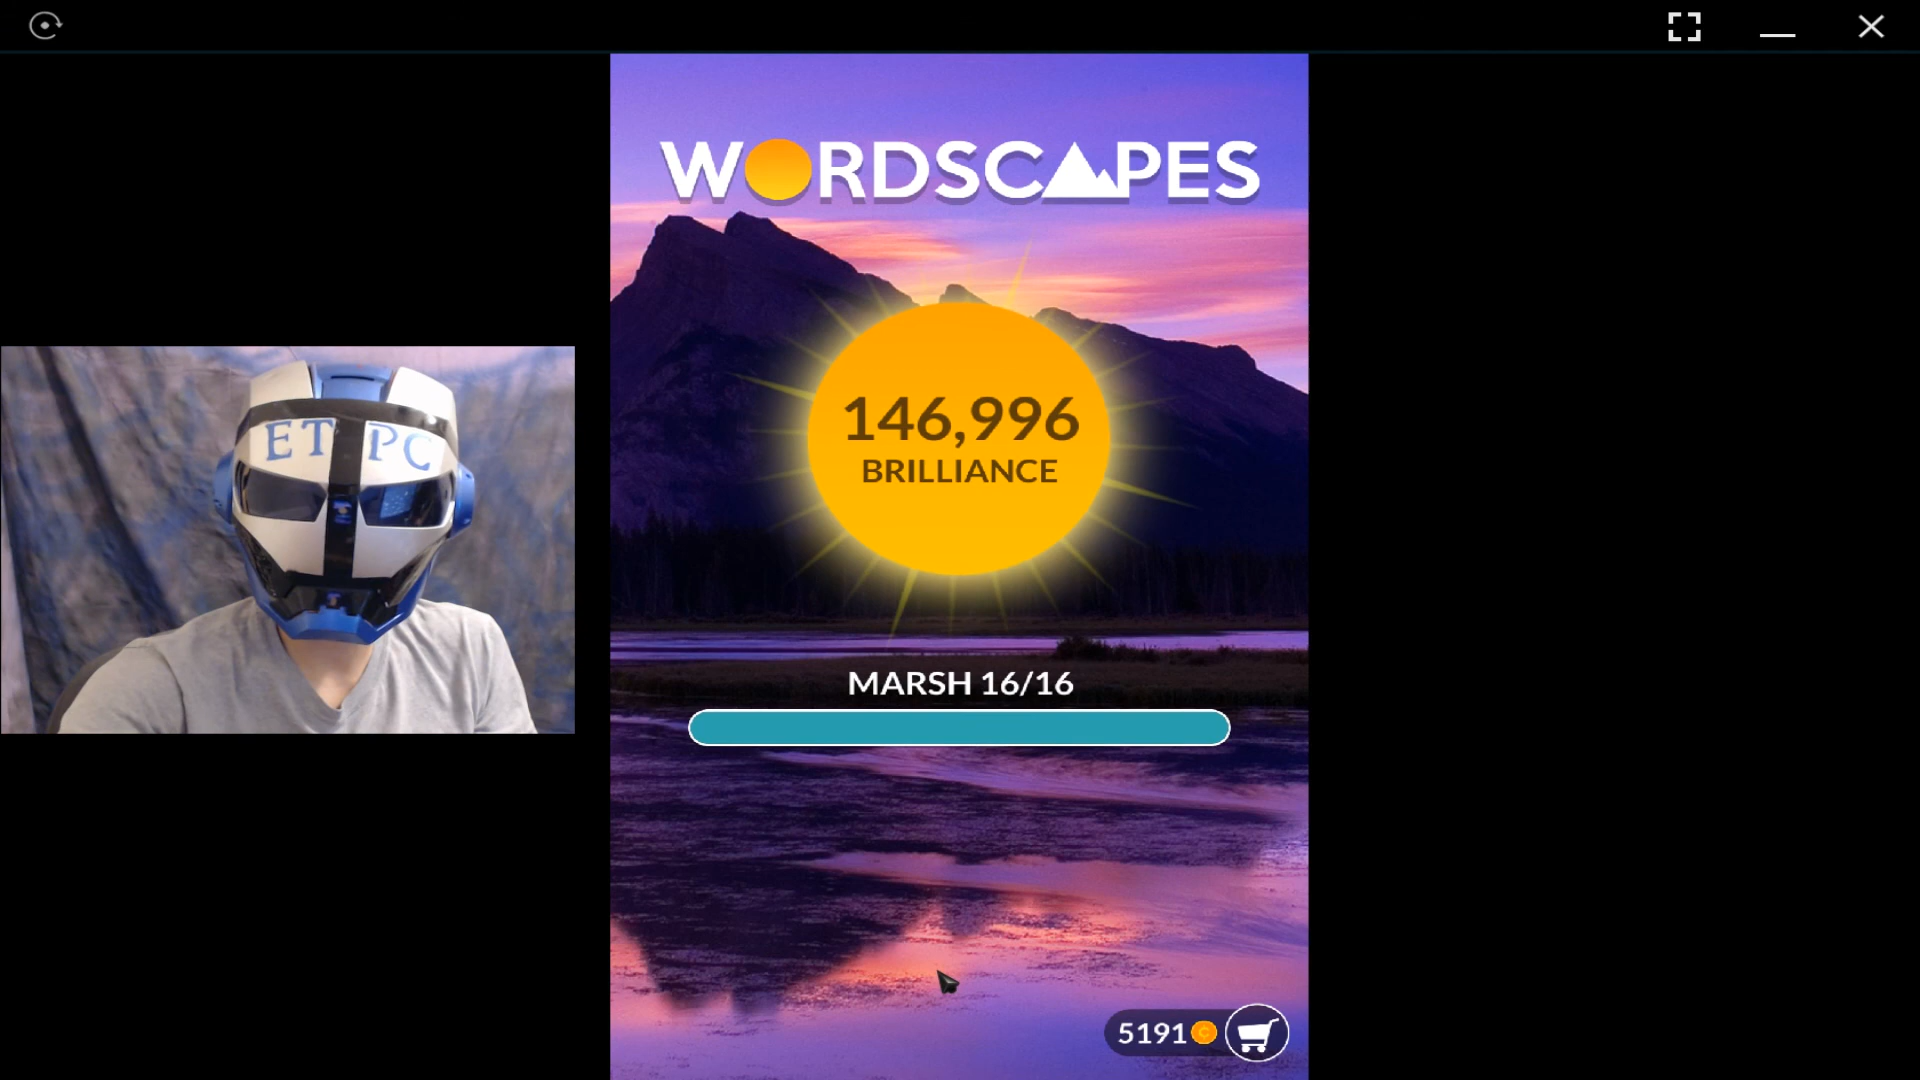 WORDSCAPES
146,996
BRILLIANCE
ET PC
MARSH 16/16
5191